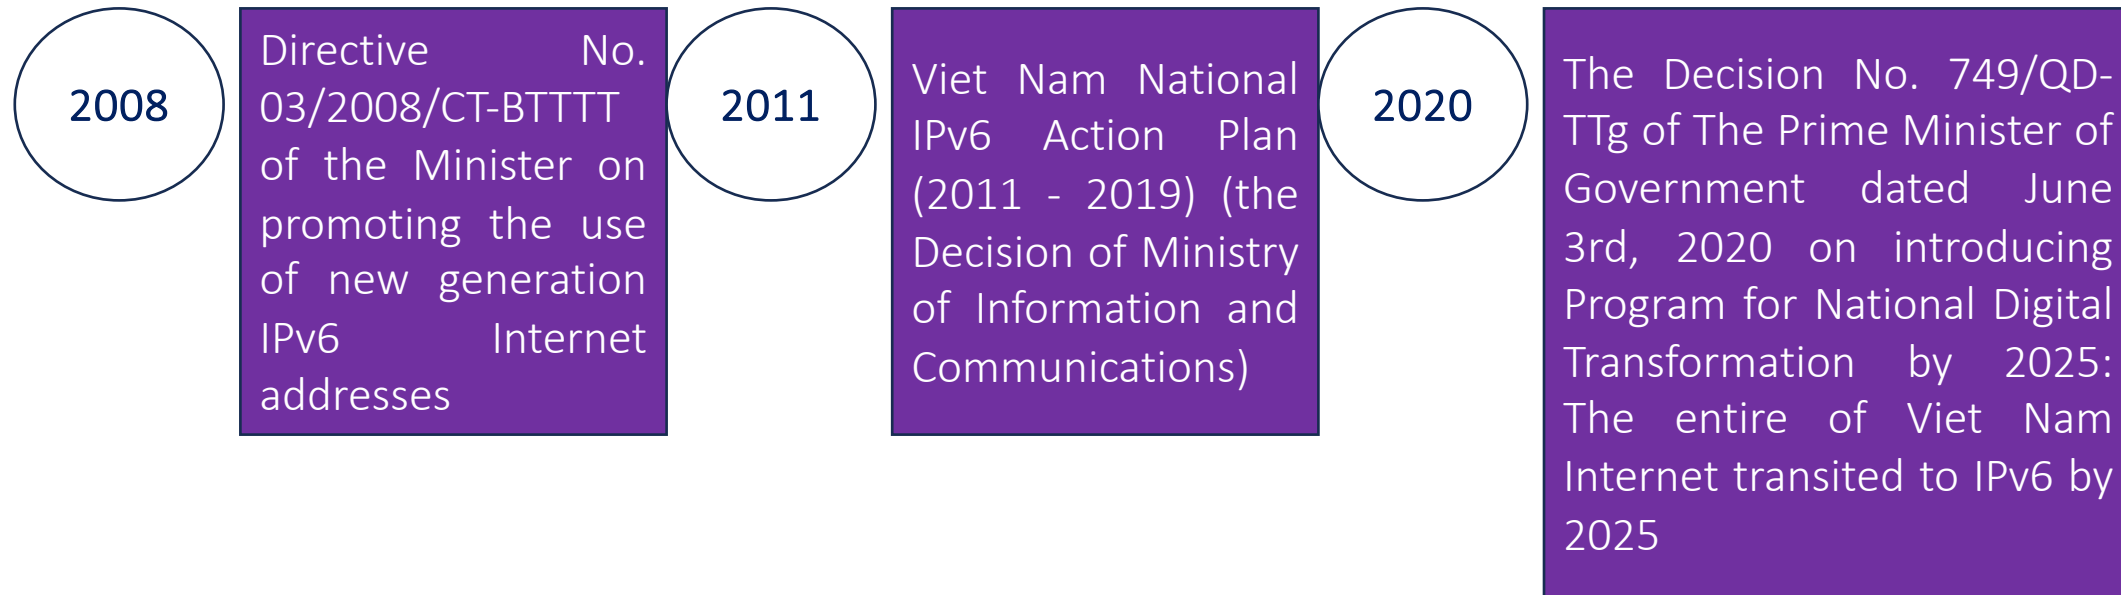 2008
Directive No.
03/2008/CT-BTTTT
of the Minister on
promoting the use
of new generation
IPv6 Internet
addresses
2011
Viet Nam National
IPv6 Action Plan
(2011 - 2019) (the
Decision of Ministry
of Information and
Communications)
2020
The Decision No. 749/QD-
TTg of The Prime Minister of
Government dated June
3rd, 2020 on introducing
Program for National Digital
Transformation by 2025:
The entire of Viet Nam
Internet transited to IPv6 by
2025